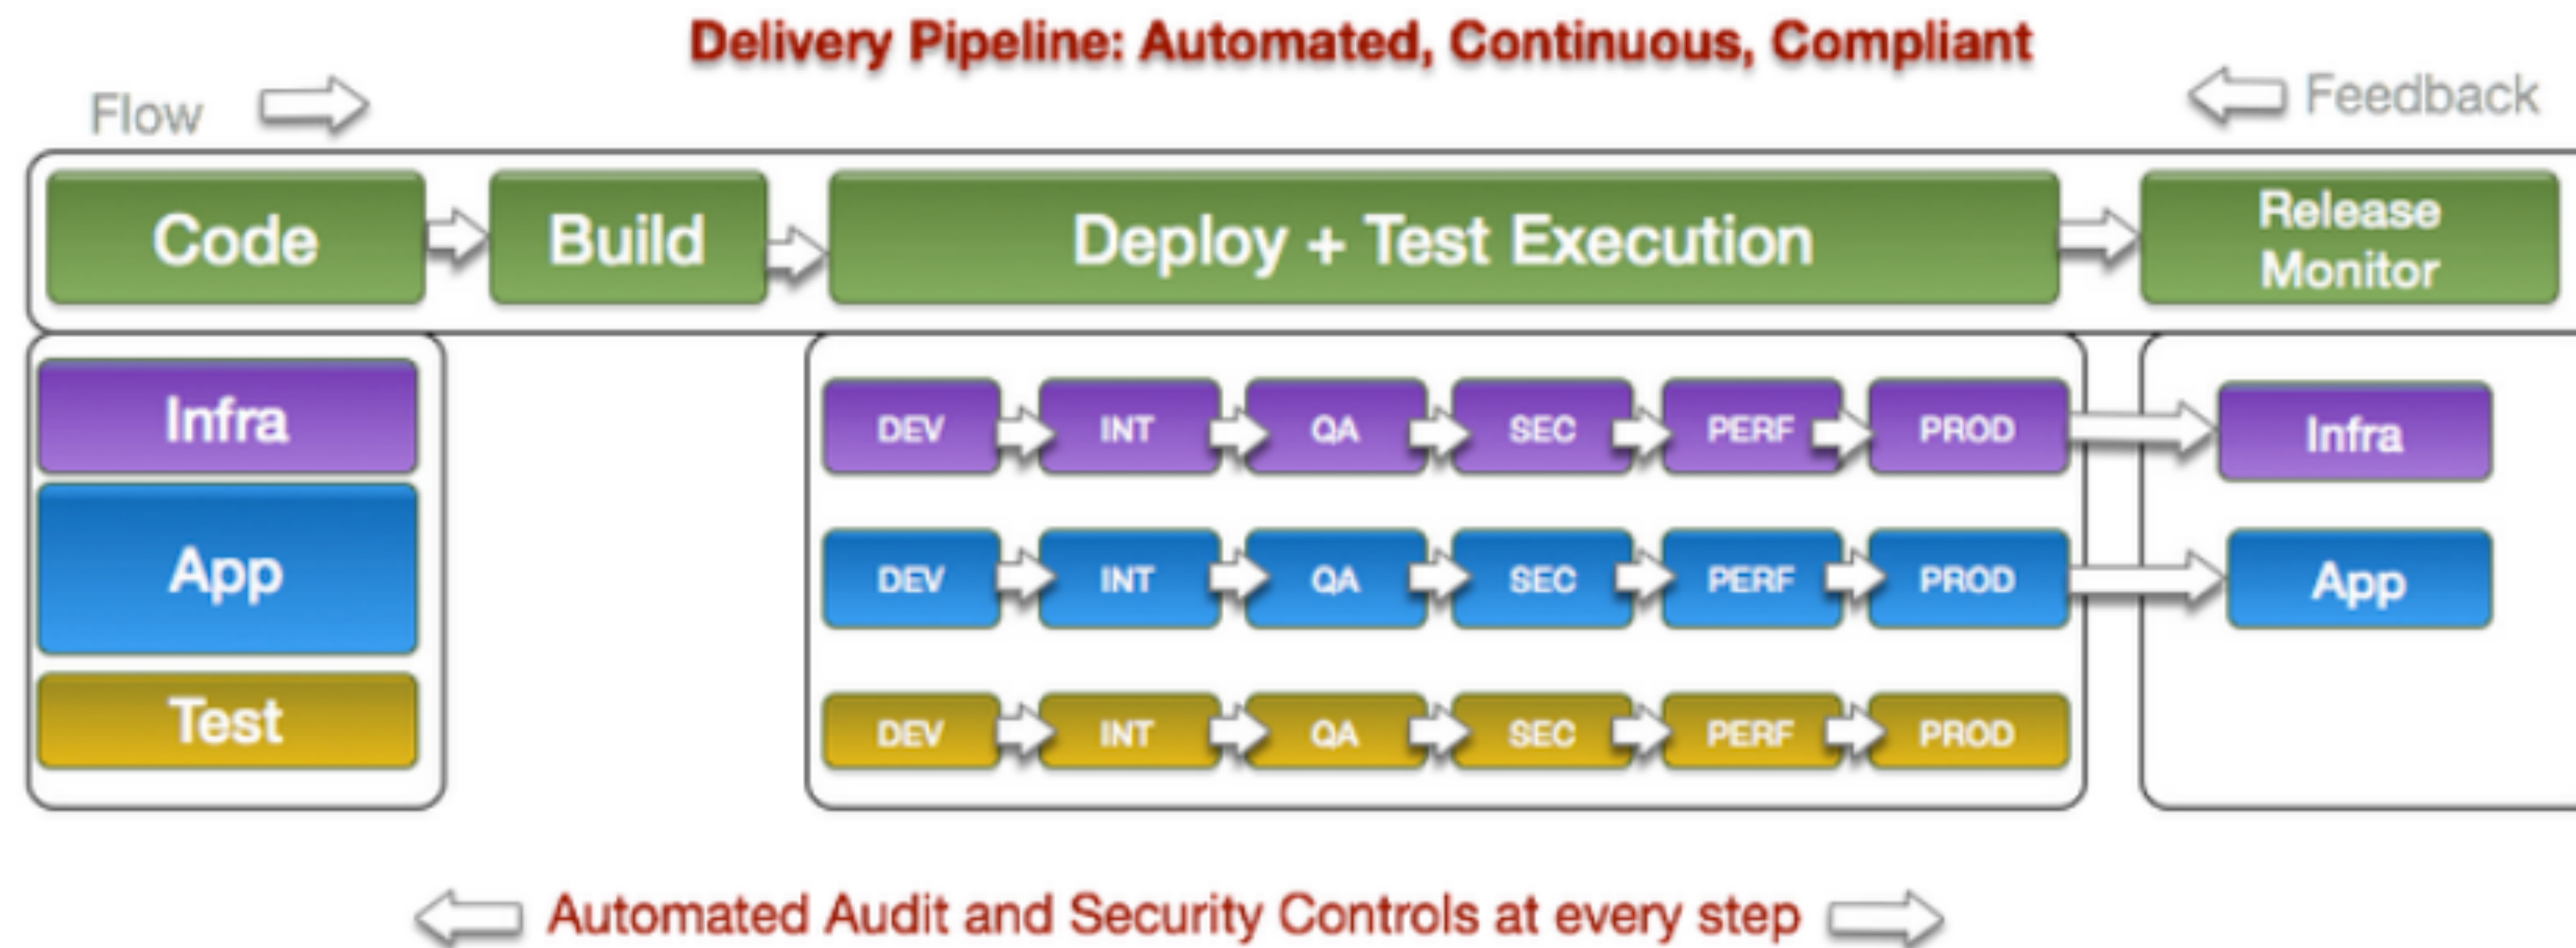 Delivery Pipeline: Automated, Continuous, Compliant
Flow
Feedback
Code
Build
Deploy + Test Execution
Release
Monitor
Infra
DEV
INT
QA
SEC
PERF
PROD
Infra
App
DEV
INT
QA
SEC
PERF
PROD
App
Test
DEV
INT
QA
SEC
PERF
PROD
Automated Audit and Security Controls at every step